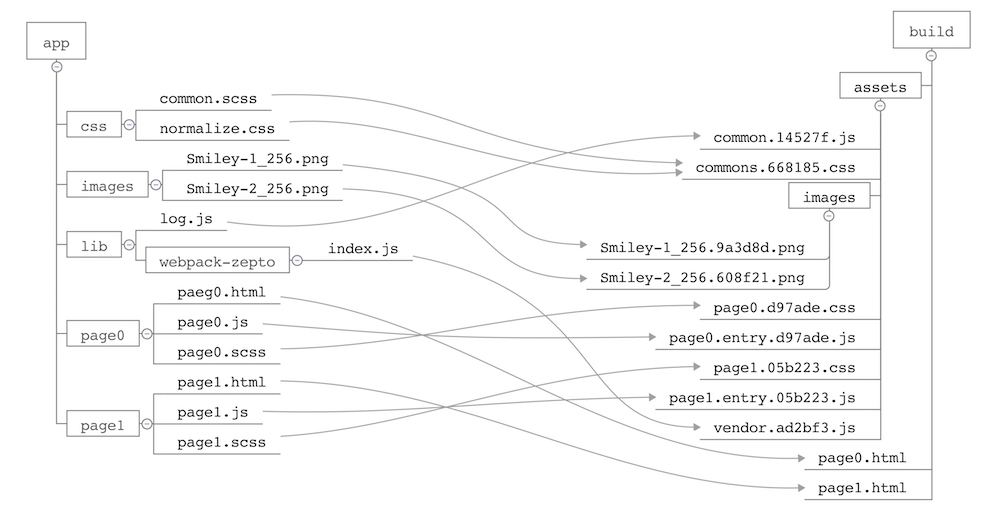 app
css
common.scss
normalize.css
images
Smiley-1_256.png
Smiley-2_256.png
lib
log.js
webpack-zepto
index.js
page0
paeg0.html
page0.js
page0.scss
page1
page1.html
page1.js
page1.scss
build
assets
common.14527f.js
commons.668185.css
images
Smiley-1_256.9a3d8d.png
Smiley-2_256.608f21.png
page0.d97ade.css
page0.entry.d97ade.js
page1.05b223.css
page1.entry.05b223.js
vendor.ad2bf3.js
page0.html
page1.html